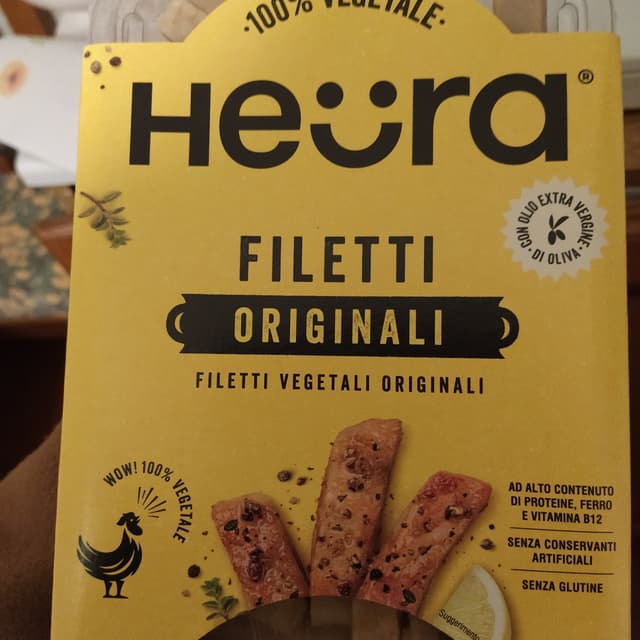 ·100% VEGETALE·
Heüra®
·CON OLIO EXTRA VERGINE·
DI OLIVA
FILETTI
ORIGINALI
FILETTI VEGETALI ORIGINALI
WOW! 100% VEGETALE
AD ALTO CONTENUTO
DI PROTEINE, FERRO
E VITAMINA B12
SENZA CONSERVANTI
ARTIFICIALI
SENZA GLUTINE